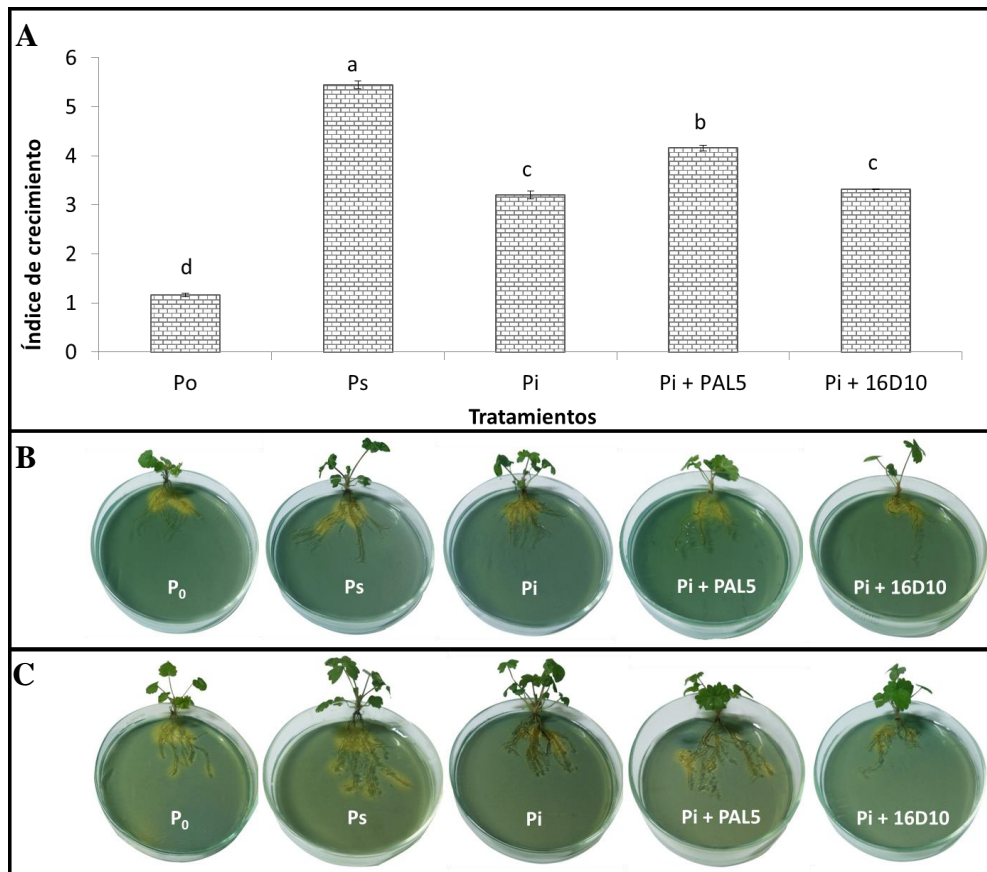 A
Índice de crecimiento
6
5
4
3
2
1
0
d
a
c
b
c
Po Ps Pi Pi + PAL5 Pi + 16D10
Tratamientos
B
P₀ Ps Pi Pi + PAL5 Pi + 16D10
C
P₀ Ps Pi Pi + PAL5 Pi + 16D10